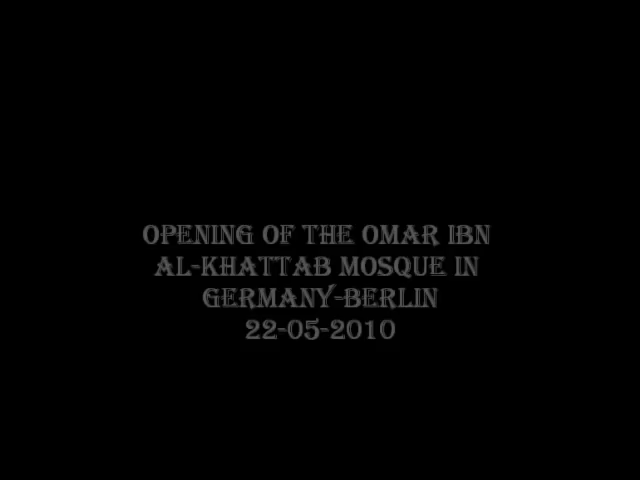 OPENING OF THE OMAR IBN
AL-KHATTAB MOSQUE IN
GERMANY-BERLIN
22-05-2010